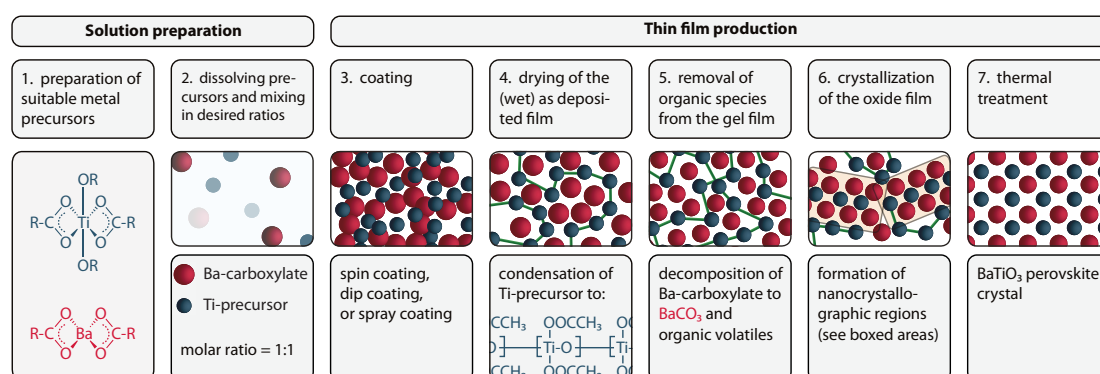 Solution preparation
Thin film production
1. preparation of
suitable metal
precursors
2. dissolving pre-
cursors and mixing
in desired ratios
3. coating
4. drying of the
(wet) as deposi-
ted film
5. removal of
organic species
from the gel film
6. crystallization
of the oxide film
7. thermal
treatment
OR
O O
R-C Ti C-R
O O
OR
O O
R-C Ba C-R
O O
Ba-carboxylate
Ti-precursor
molar ratio = 1:1
spin coating,
dip coating,
or spray coating
condensation of
Ti-precursor to:
CCH₃ OOCCH₃ OO
O]—[Ti-O]—[Ti-
CCH₃ OOCCH₃ OO
decomposition of
Ba-carboxylate to
BaCO₃ and
organic volatiles
formation of
nanocrystallo-
graphic regions
(see boxed areas)
BaTiO₃ perovskite
crystal